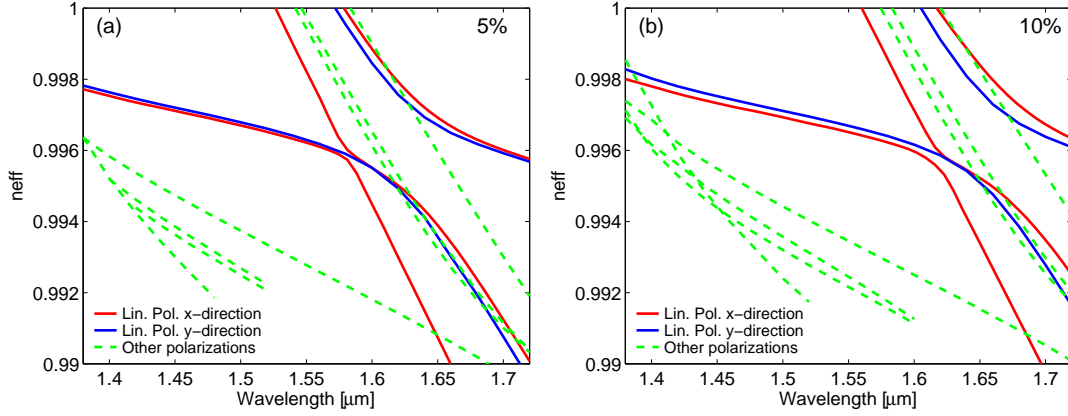 (a) 5%
1
0.998
0.996
0.994
0.992
0.99
neff
Lin. Pol. x−direction
Lin. Pol. y−direction
Other polarizations
1.4 1.45 1.5 1.55 1.6 1.65 1.7
Wavelength [μm]
(b) 10%
1
0.998
0.996
0.994
0.992
0.99
neff
Lin. Pol. x−direction
Lin. Pol. y−direction
Other polarizations
1.4 1.45 1.5 1.55 1.6 1.65 1.7
Wavelength [μm]